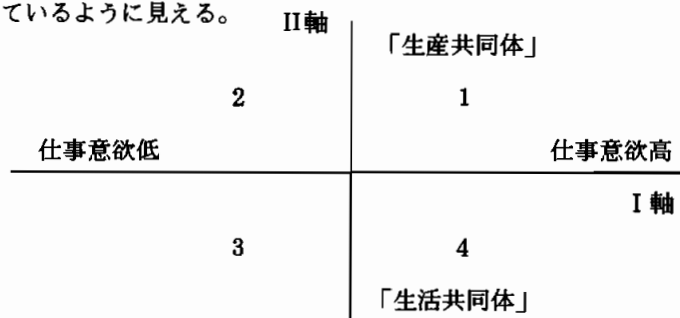 ているように見える。
II軸
「生産共同体」
2 1
仕事意欲低 仕事意欲高
I軸
3 4
「生活共同体」